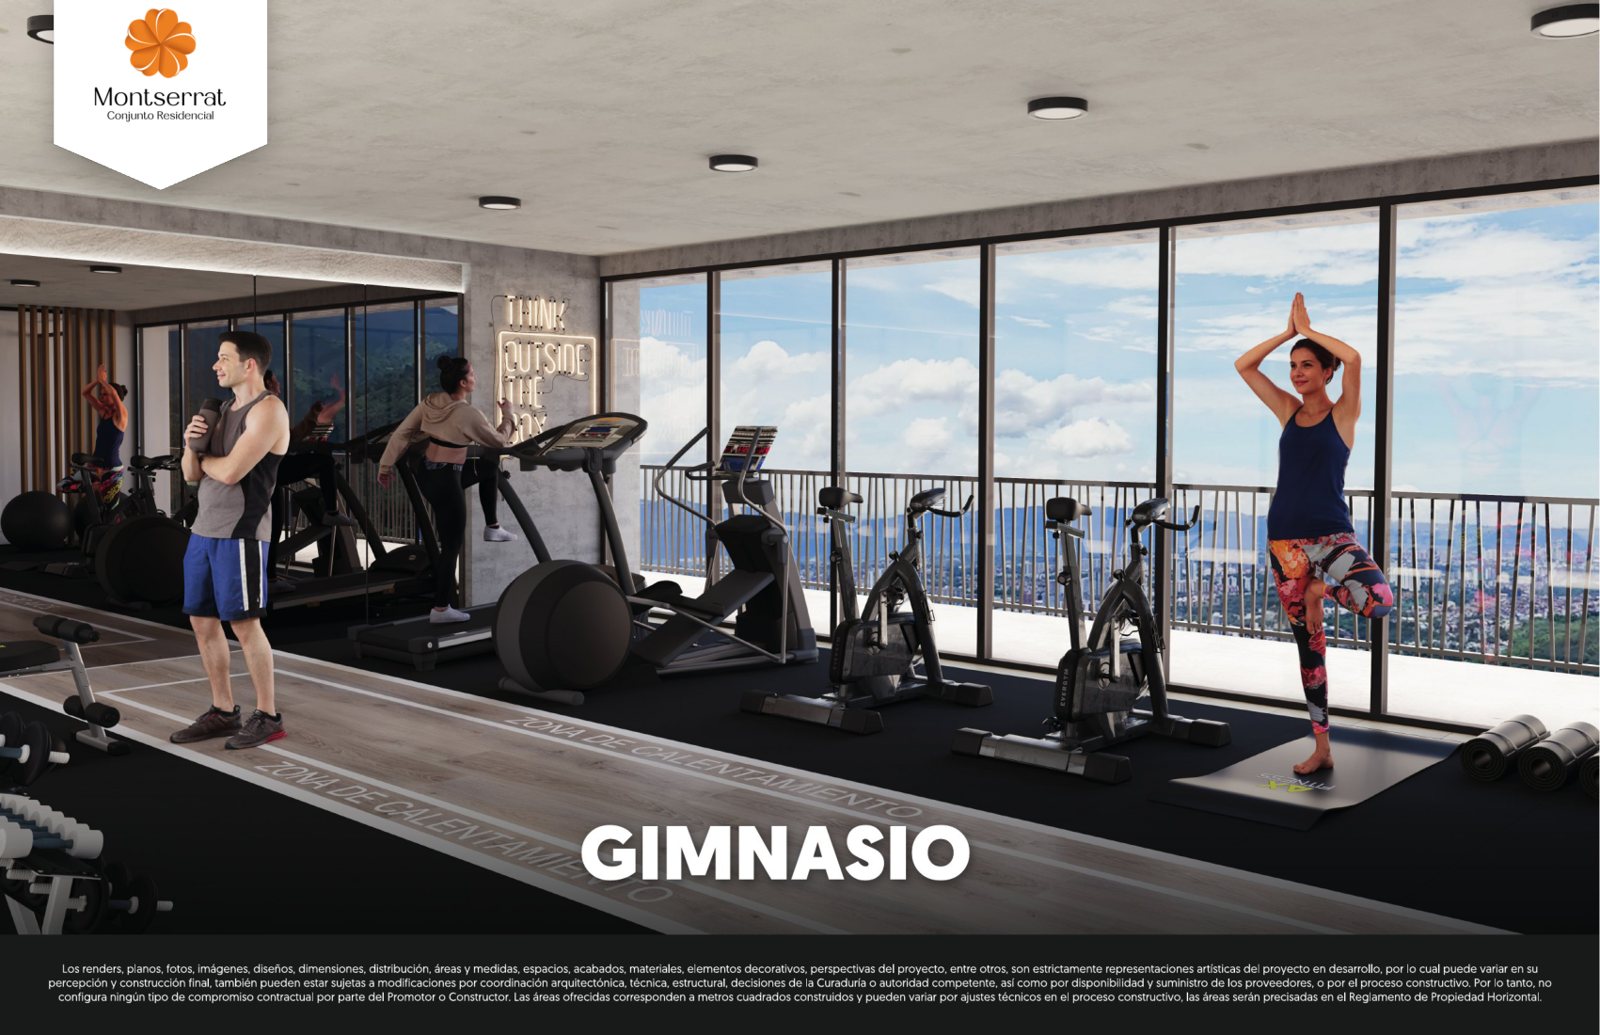 Montserrat
Conjunto Residencial
THINK
OUTSIDE
THE
BOX
ZONA DE CALENTAMIENTO
ZONA DE CALENTAMIENTO
EVERGYM
FITNESS
GIMNASIO
Los renders, planos, fotos, imágenes, diseños, dimensiones, distribución, áreas y medidas, espacios, acabados, materiales, elementos decorativos, perspectivas del proyecto, entre otros, son estrictamente representaciones artísticas del proyecto en desarrollo, por lo cual puede variar en su
percepción y construcción final, también pueden estar sujetas a modificaciones por coordinación arquitectónica, técnica, estructural, decisiones de la Curaduría o autoridad competente, así como por disponibilidad y suministro de los proveedores, o por el proceso constructivo. Por lo tanto, no
configura ningún tipo de compromiso contractual por parte del Promotor o Constructor. Las áreas ofrecidas corresponden a metros cuadrados construidos y pueden variar por ajustes técnicos en el proceso constructivo, las áreas serán precisadas en el Reglamento de Propiedad Horizontal.